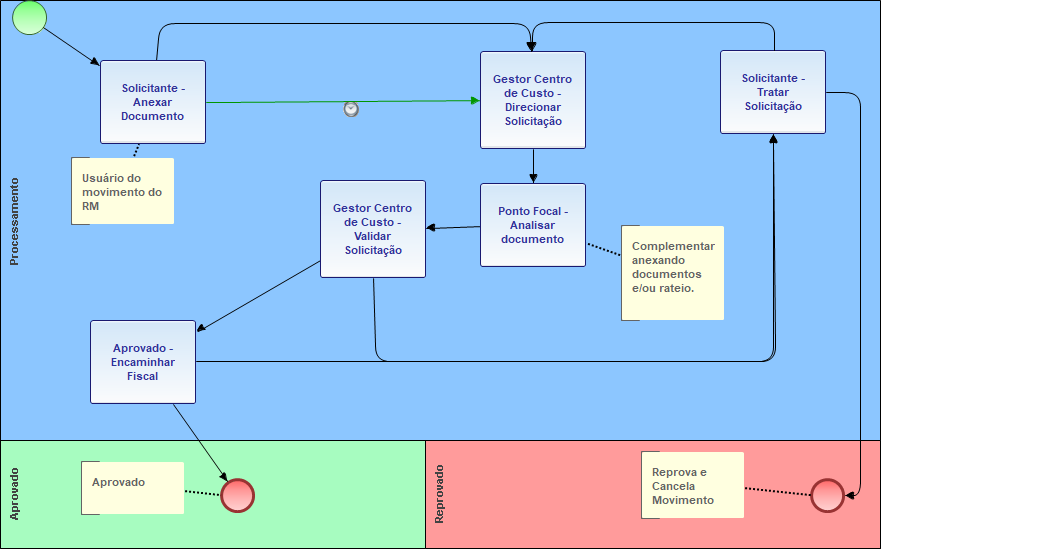 Solicitante -
Anexar
Documento
Gestor Centro
de Custo -
Direcionar
Solicitação
Solicitante -
Tratar
Solicitação
Usuário do
movimento do
RM
Gestor Centro
de Custo -
Validar
Solicitação
Ponto Focal -
Analisar
documento
Complementar
anexando
documentos
e/ou rateio.
Processamento
Aprovado -
Encaminhar
Fiscal
Aprovado
Aprovado
Reprovado
Reprova e
Cancela
Movimento